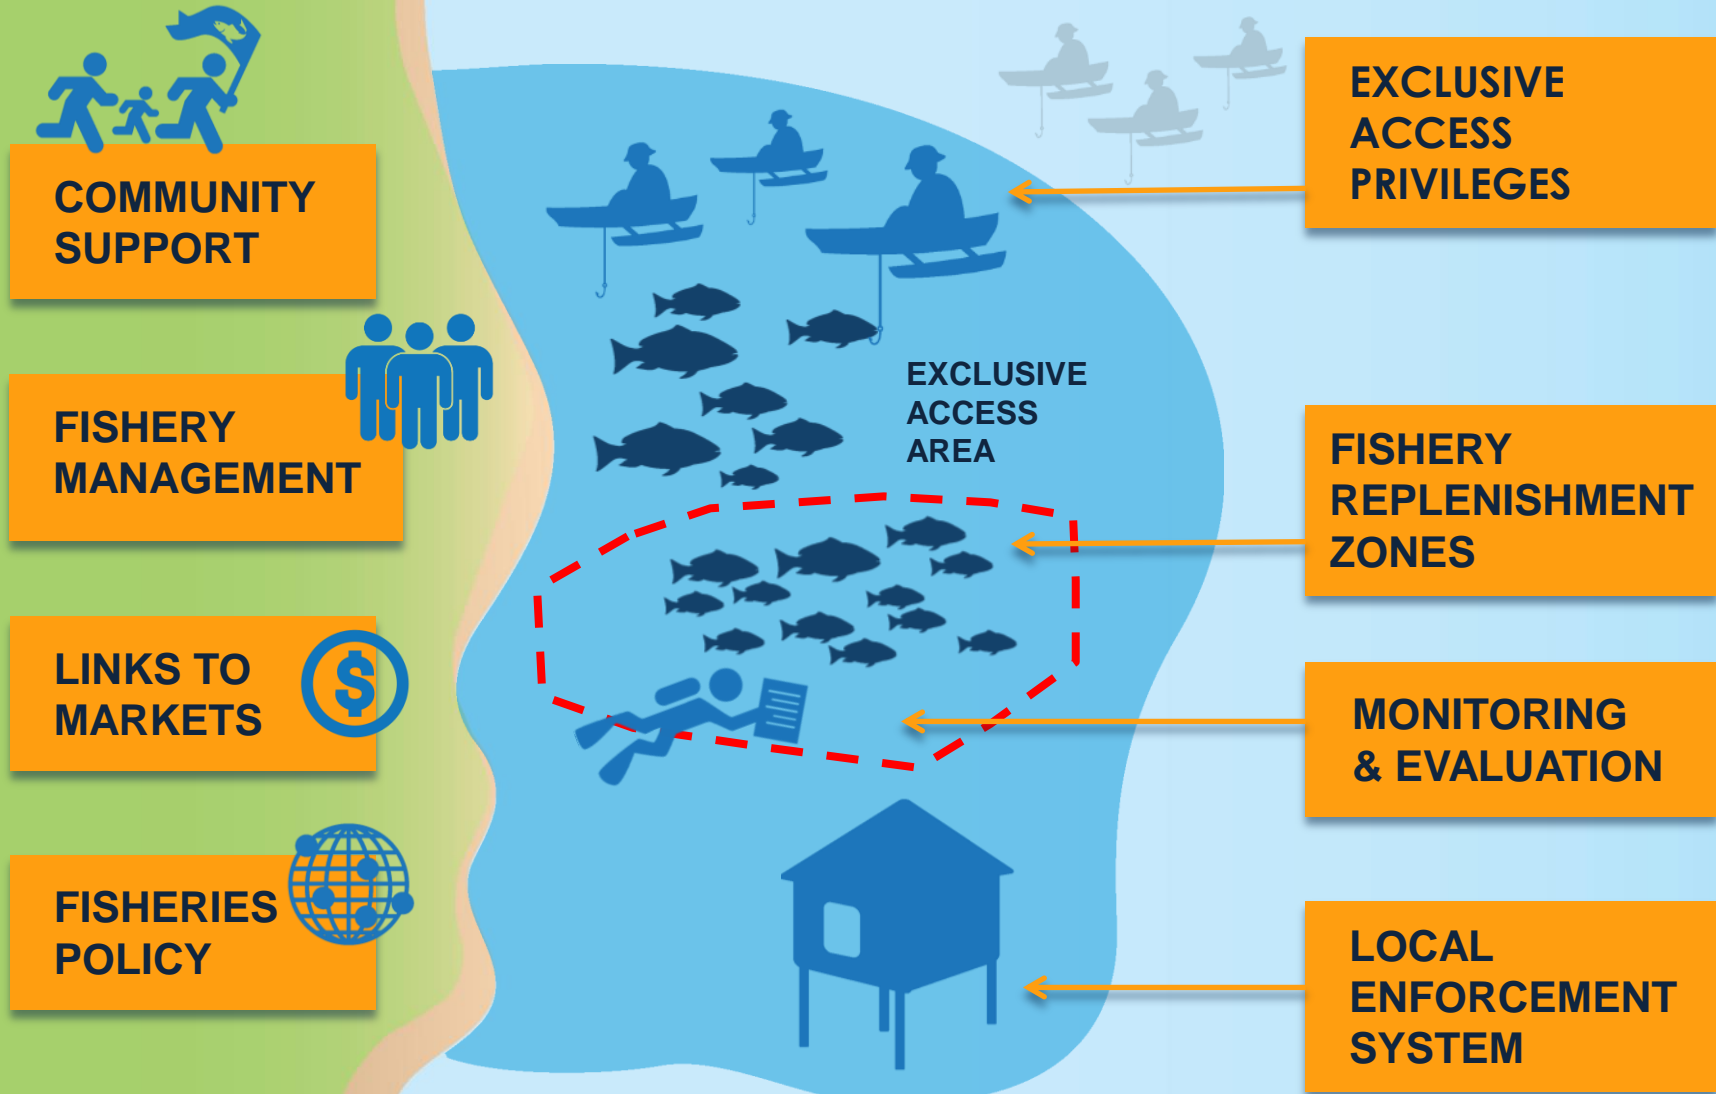 COMMUNITY
SUPPORT
FISHERY
MANAGEMENT
LINKS TO
MARKETS
$
FISHERIES
POLICY
EXCLUSIVE
ACCESS
AREA
EXCLUSIVE
ACCESS
PRIVILEGES
FISHERY
REPLENISHMENT
ZONES
MONITORING
& EVALUATION
LOCAL
ENFORCEMENT
SYSTEM